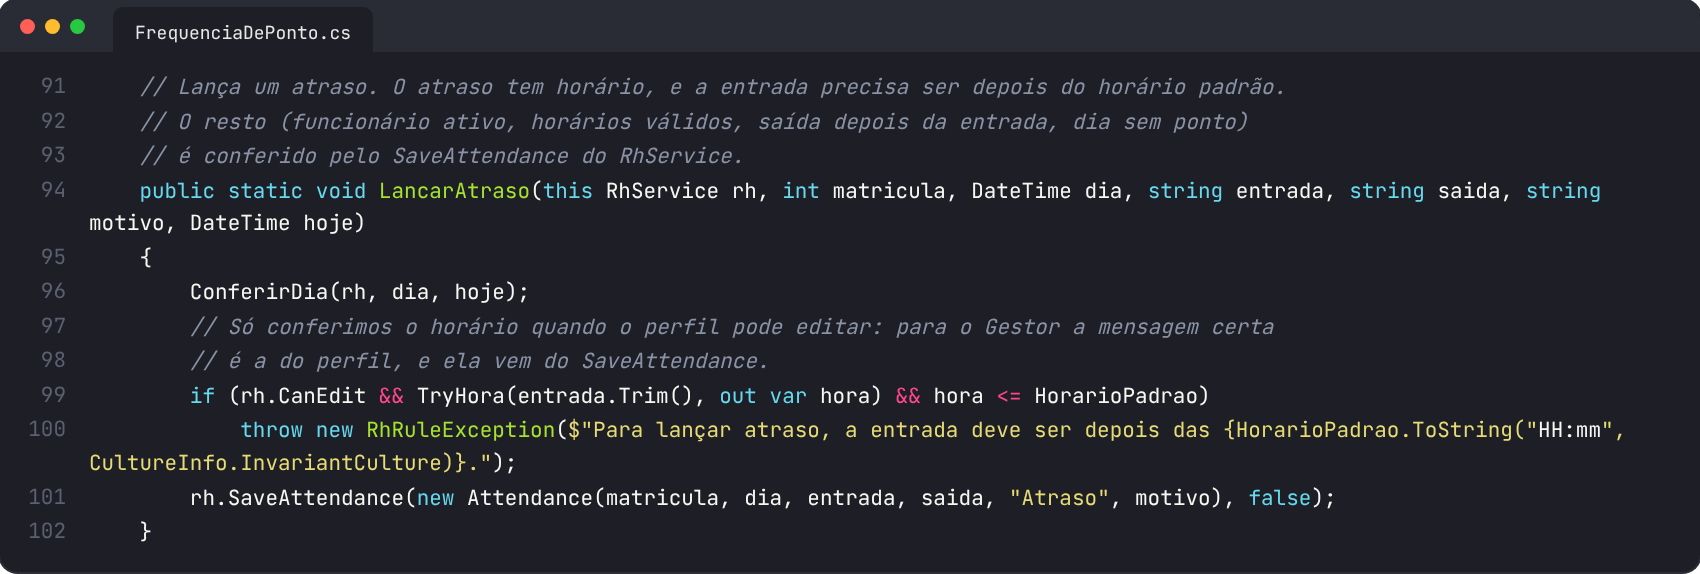 FrequenciaDePonto.cs
91 // Lança um atraso. O atraso tem horário, e a entrada precisa ser depois do horário padrão.
92 // O resto (funcionário ativo, horários válidos, saída depois da entrada, dia sem ponto)
93 // é conferido pelo SaveAttendance do RhService.
94 public static void LancarAtraso(this RhService rh, int matricula, DateTime dia, string entrada, string saida, string
motivo, DateTime hoje)
95 {
96 ConferirDia(rh, dia, hoje);
97 // Só conferimos o horário quando o perfil pode editar: para o Gestor a mensagem certa
98 // é a do perfil, e ela vem do SaveAttendance.
99 if (rh.CanEdit && TryHora(entrada.Trim(), out var hora) && hora <= HorarioPadrao)
100 throw new RhRuleException($"Para lançar atraso, a entrada deve ser depois das {HorarioPadrao.ToString("HH:mm",
CultureInfo.InvariantCulture)}.");
101 rh.SaveAttendance(new Attendance(matricula, dia, entrada, saida, "Atraso", motivo), false);
102 }